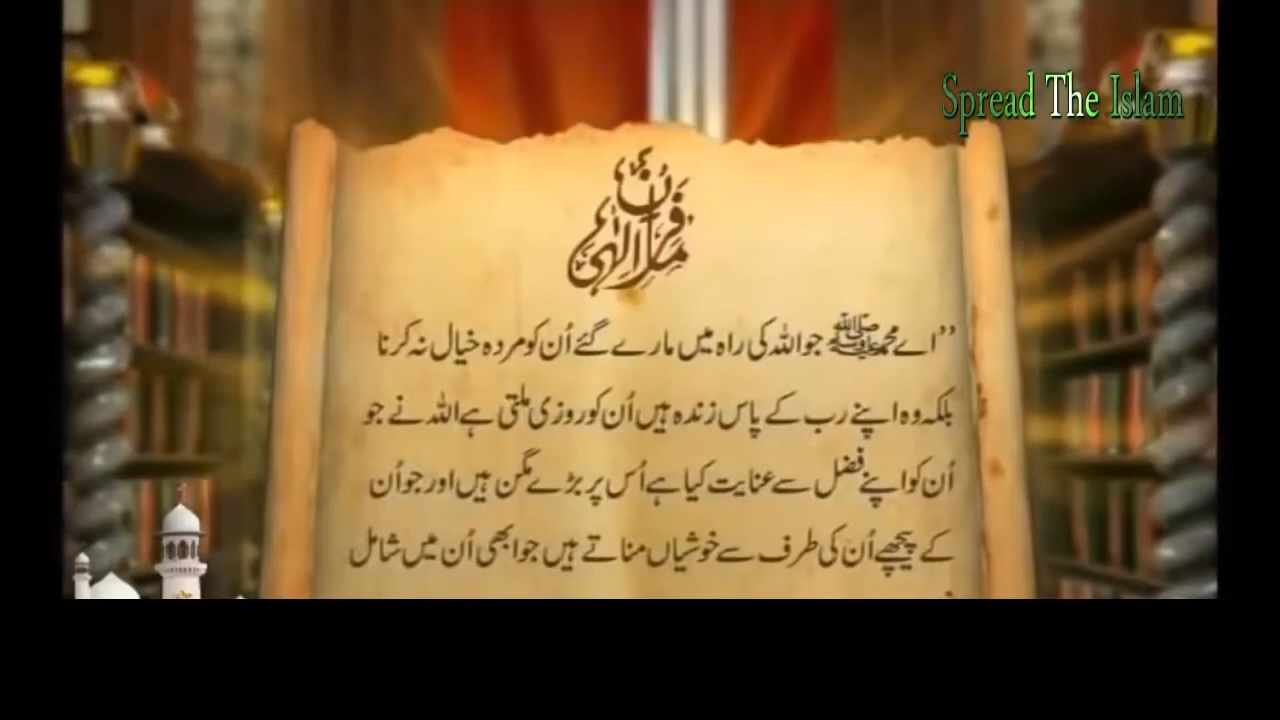 Spread The Islam
فرمانِ الٰہی
”اے محمد ﷺ جو اللہ کی راہ میں مارے گئے اُن کو مردہ خیال نہ کرنا
بلکہ وہ اپنے رب کے پاس زندہ ہیں اُن کو روزی ملتی ہے اللہ نے جو
اُن کو اپنے فضل سے عنایت کیا ہے اُس پر بڑے مگن ہیں اور جو اُن
کے پیچھے اُن کی طرف سے خوشیاں مناتے ہیں جو ابھی اُن میں شامل